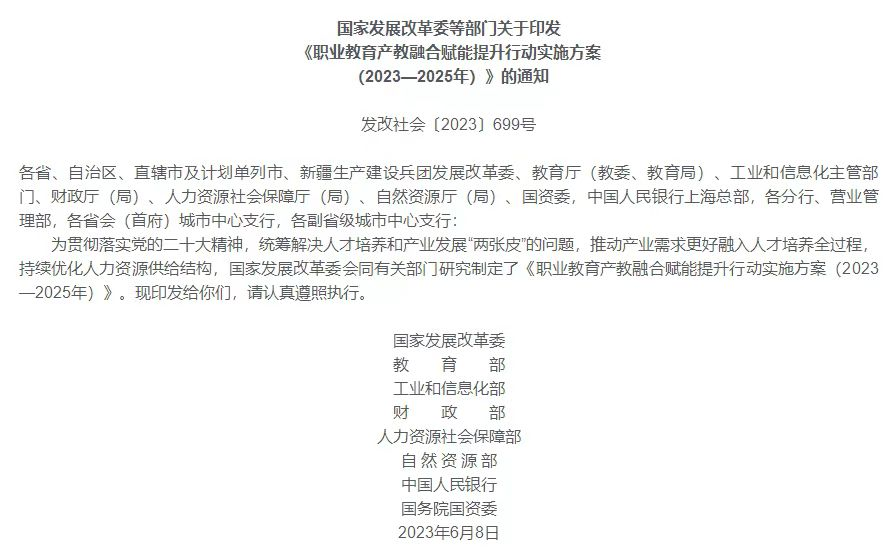 国家发展改革委等部门关于印发
《职业教育产教融合赋能提升行动实施方案
（2023—2025年）》的通知
发改社会〔2023〕699号
各省、自治区、直辖市及计划单列市、新疆生产建设兵团发展改革委、教育厅（教委、教育局）、工业和信息化主管部
门、财政厅（局）、人力资源社会保障厅（局）、自然资源厅（局）、国资委，中国人民银行上海总部，各分行、营业管
理部，各省会（首府）城市中心支行，各副省级城市中心支行：
为贯彻落实党的二十大精神，统筹解决人才培养和产业发展“两张皮”的问题，推动产业需求更好融入人才培养全过程，
持续优化人力资源供给结构，国家发展改革委会同有关部门研究制定了《职业教育产教融合赋能提升行动实施方案（2023
—2025年）》。现印发给你们，请认真遵照执行。
国家发展改革委
教　　育　　部
工业和信息化部
财　　政　　部
人力资源社会保障部
自 然 资 源 部
中国人民银行
国务院国资委
2023年6月8日